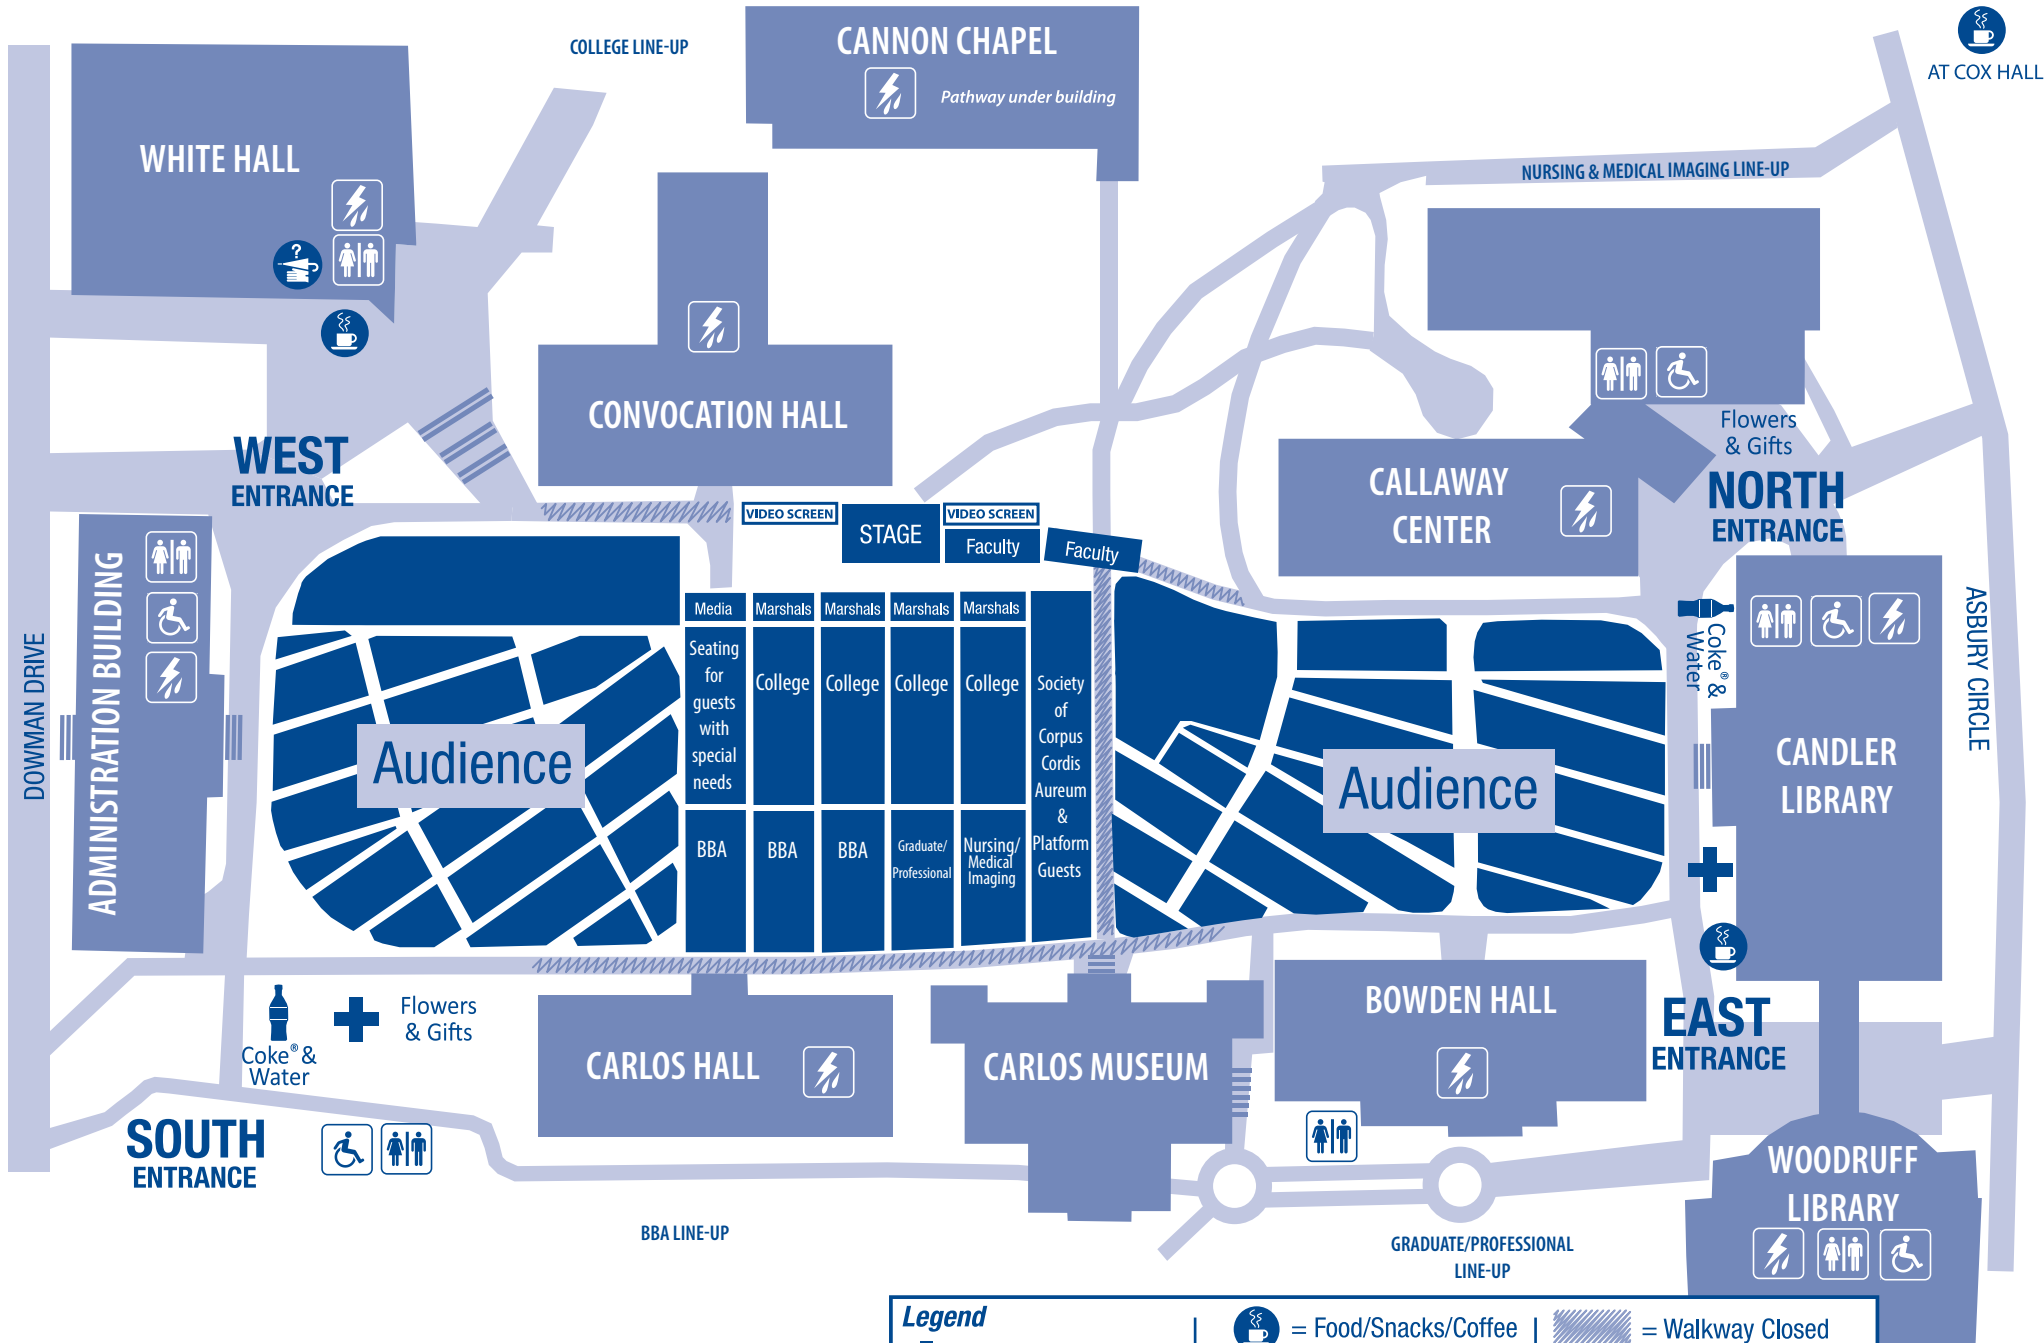 COLLEGE LINE-UP
CANNON CHAPEL
Pathway under building
AT COX HALL
WHITE HALL
?
NURSING & MEDICAL IMAGING LINE-UP
CONVOCATION HALL
Flowers
& Gifts
WEST
ENTRANCE
CALLAWAY
CENTER
NORTH
ENTRANCE
VIDEO SCREEN
STAGE
VIDEO SCREEN
Faculty
Faculty
ADMINISTRATION BUILDING
DOWMAN DRIVE
Media
Marshals
Marshals
Marshals
Marshals
Seating
for
guests
with
special
needs
College
College
College
College
Society
of
Corpus
Cordis
Aureum
&
Platform
Guests
Audience
Audience
Coke® &
Water
ASBURY CIRCLE
CANDLER
LIBRARY
BBA
BBA
BBA
Graduate/
Professional
Nursing/
Medical
Imaging
Flowers
& Gifts
Coke® &
Water
CARLOS HALL
CARLOS MUSEUM
BOWDEN HALL
EAST
ENTRANCE
SOUTH
ENTRANCE
WOODRUFF
LIBRARY
BBA LINE-UP
GRADUATE/PROFESSIONAL
LINE-UP
Legend
= Food/Snacks/Coffee
= Walkway Closed